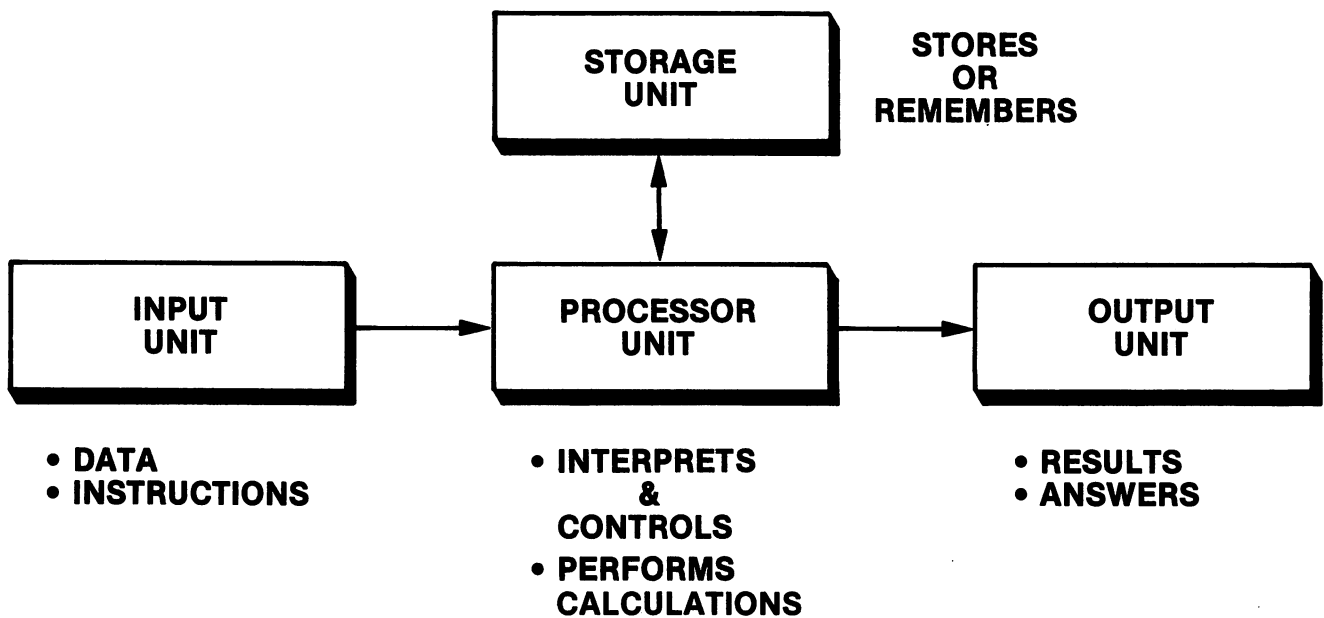 STORAGE
UNIT
STORES
OR
REMEMBERS
INPUT
UNIT
PROCESSOR
UNIT
OUTPUT
UNIT
• DATA
• INSTRUCTIONS
• INTERPRETS
&
CONTROLS
• PERFORMS
CALCULATIONS
• RESULTS
• ANSWERS